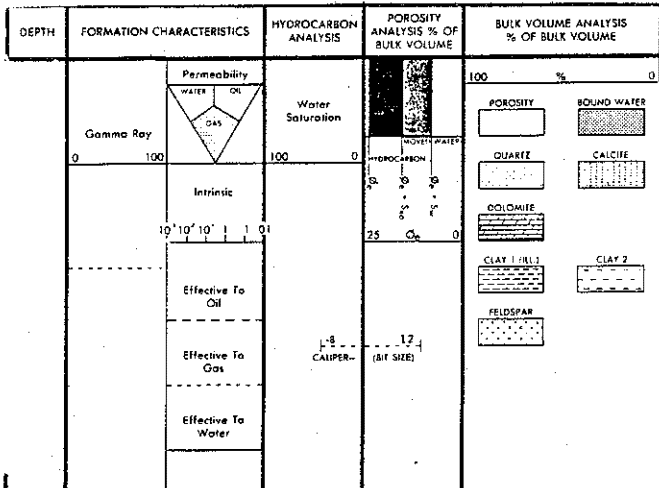 DEPTH
FORMATION CHARACTERISTICS
HYDROCARBON
ANALYSIS
POROSITY
ANALYSIS % OF
BULK VOLUME
BULK VOLUME ANALYSIS
% OF BULK VOLUME
Permeability
WATER OIL
GAS
Gamma Ray
0 100
Water
Saturation
100 0
MOVE WATER
HYDROCARBON
25 0
100 % 0
POROSITY BOUND WATER
QUARTZ CALCITE
DOLOMITE
CLAY 1 (ILL.) CLAY 2
FELDSPAR
Intrinsic
Effective To
Oil
-8 12
CALIPER-- (BIT SIZE)
Effective To
Gas
Effective To
Water